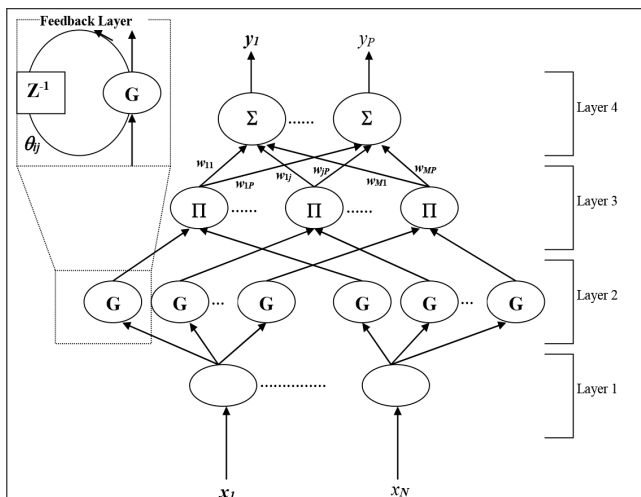 Feedback Layer
y1 yP
Z-1 G
θij
Σ ...... Σ
Layer 4
w11 w1P w1j wjP wM1 wMP
Π ...... Π ...... Π
Layer 3
G G ... G G G ... G
Layer 2
...............
Layer 1
x1 xN